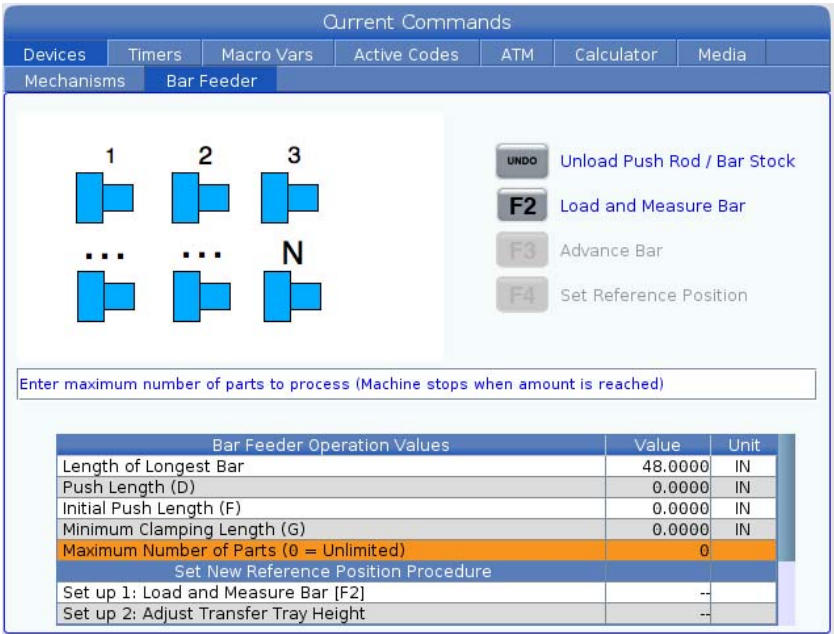 Current Commands
Devices Timers Macro Vars Active Codes ATM Calculator Media
Mechanisms Bar Feeder
1 2 3
... ... N
UNDO Unload Push Rod / Bar Stock
F2 Load and Measure Bar
F3 Advance Bar
F4 Set Reference Position
Enter maximum number of parts to process (Machine stops when amount is reached)
Bar Feeder Operation Values Value Unit
Length of Longest Bar 48.0000 IN
Push Length (D) 0.0000 IN
Initial Push Length (F) 0.0000 IN
Minimum Clamping Length (G) 0.0000 IN
Maximum Number of Parts (0 = Unlimited) 0
Set New Reference Position Procedure
Set up 1: Load and Measure Bar [F2] --
Set up 2: Adjust Transfer Tray Height --